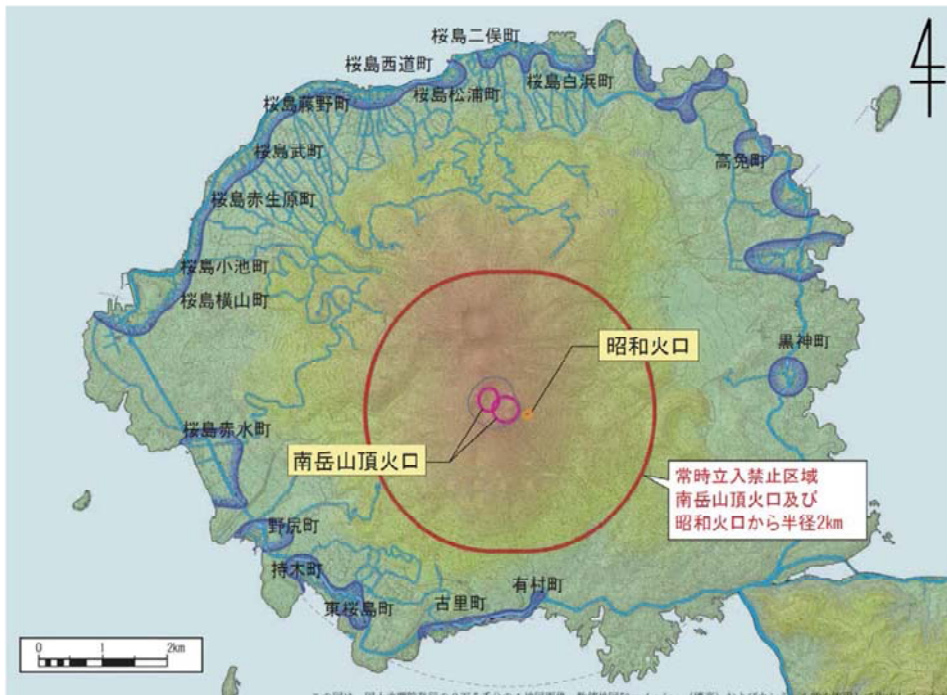 桜島二俣町
桜島西道町
桜島松浦町
桜島白浜町
桜島藤野町
桜島武町
高免町
桜島赤生原町
桜島小池町
桜島横山町
昭和火口
黒神町
桜島赤水町
南岳山頂火口
常時立入禁止区域
南岳山頂火口及び
昭和火口から半径2km
野尻町
持木町
有村町
古里町
東桜島町
0 1 2km